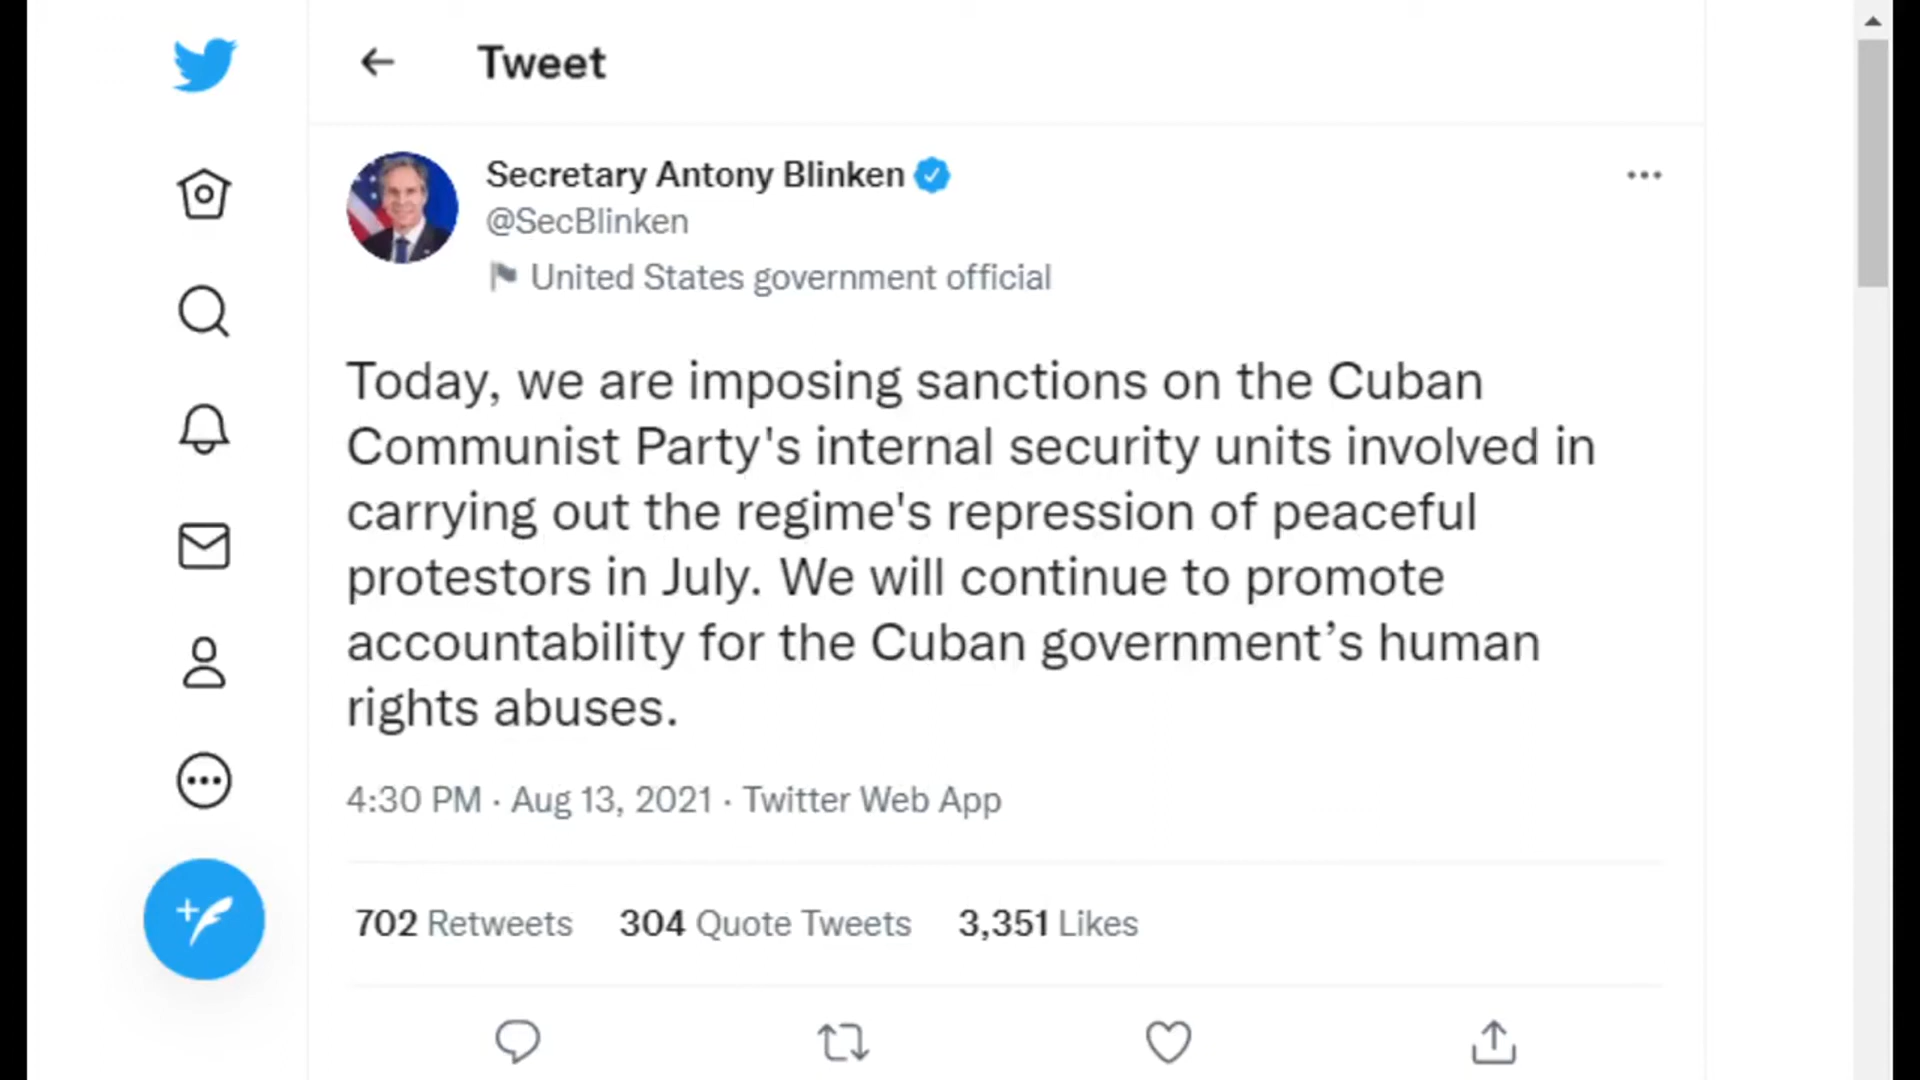 Tweet
Secretary Antony Blinken
@SecBlinken
United States government official
Today, we are imposing sanctions on the Cuban
Communist Party's internal security units involved in
carrying out the regime's repression of peaceful
protestors in July. We will continue to promote
accountability for the Cuban government’s human
rights abuses.
4:30 PM · Aug 13, 2021 · Twitter Web App
702 Retweets 304 Quote Tweets 3,351 Likes